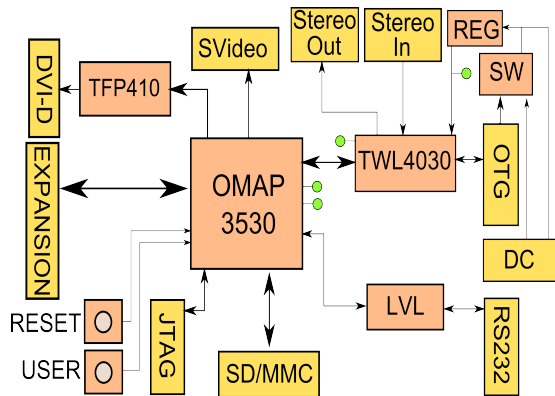 Stereo
Out
Stereo
In
REG
SVideo
SW
DVI-D
TFP410
EXPANSION
OMAP
3530
TWL4030
OTG
DC
RESET
USER
JTAG
SD/MMC
LVL
RS232